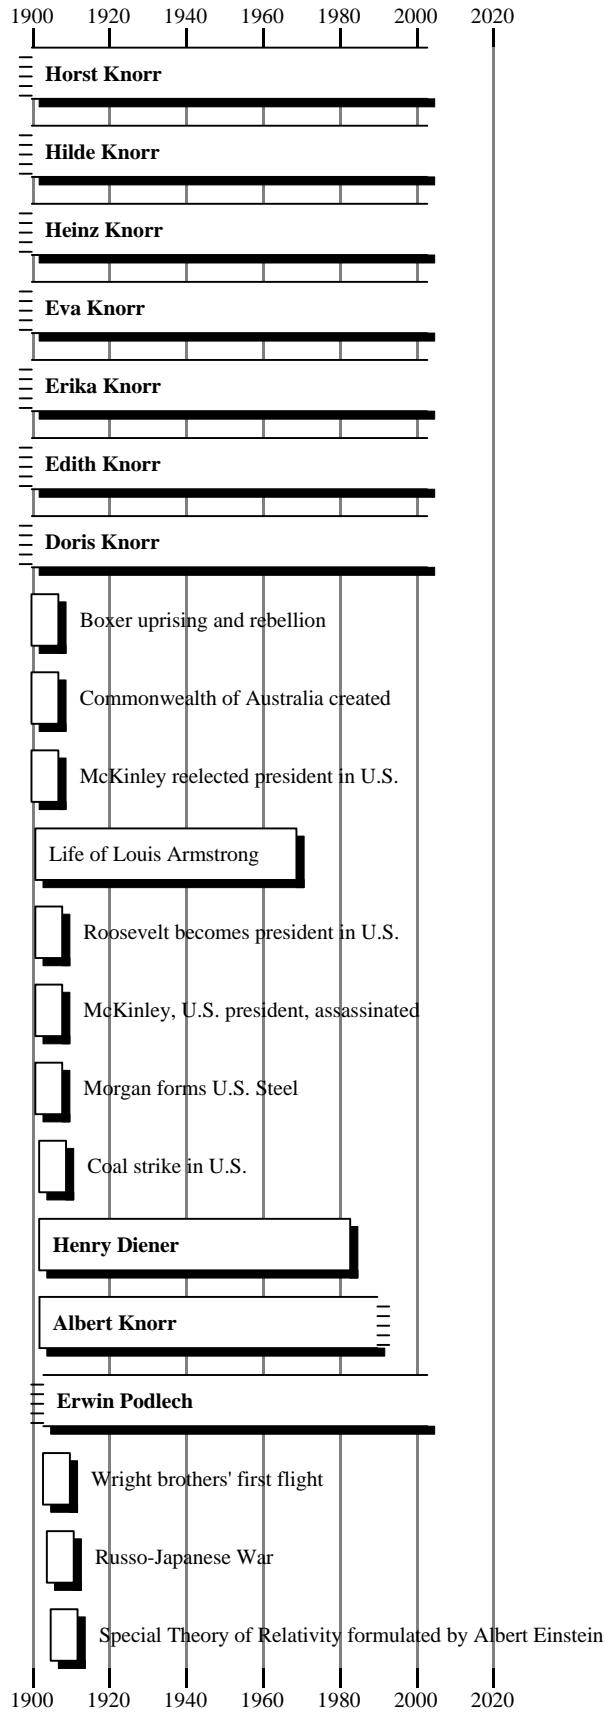 1900 1920 1940 1960 1980 2000 2020
Horst Knorr
Hilde Knorr
Heinz Knorr
Eva Knorr
Erika Knorr
Edith Knorr
Doris Knorr
Boxer uprising and rebellion
Commonwealth of Australia created
McKinley reelected president in U.S.
Life of Louis Armstrong
Roosevelt becomes president in U.S.
McKinley, U.S. president, assassinated
Morgan forms U.S. Steel
Coal strike in U.S.
Henry Diener
Albert Knorr
Erwin Podlech
Wright brothers' first flight
Russo-Japanese War
Special Theory of Relativity formulated by Albert Einstein
1900 1920 1940 1960 1980 2000 2020